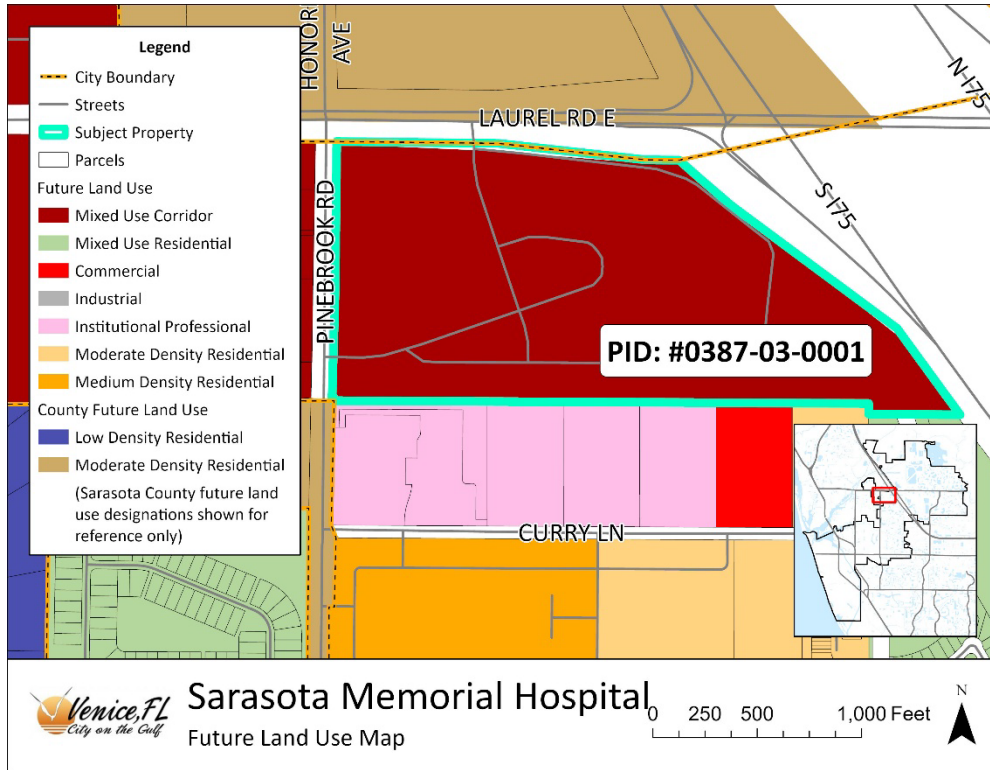 Legend
City Boundary
Streets
Subject Property
Parcels
Future Land Use
Mixed Use Corridor
Mixed Use Residential
Commercial
Industrial
Institutional Professional
Moderate Density Residential
Medium Density Residential
County Future Land Use
Low Density Residential
Moderate Density Residential
(Sarasota County future land
use designations shown for
reference only)
HONOR
AVE
LAUREL RD E
N I75
S I75
PINEBROOK RD
PID: #0387-03-0001
CURRY LN
Venice, FL
City on the Gulf
Sarasota Memorial Hospital
Future Land Use Map
0 250 500 1,000 Feet
N